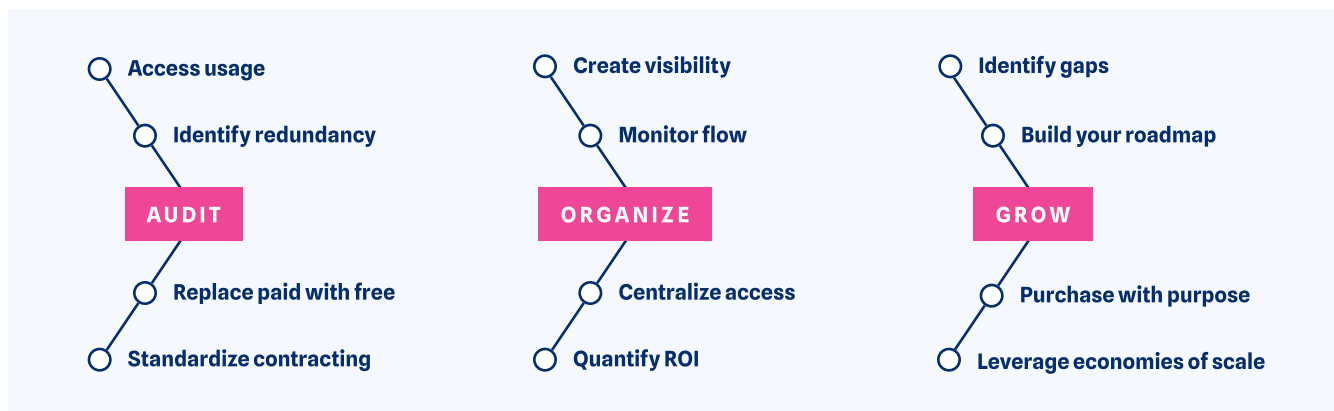 Access usage
Identify redundancy
AUDIT
Replace paid with free
Standardize contracting
Create visibility
Monitor flow
ORGANIZE
Centralize access
Quantify ROI
Identify gaps
Build your roadmap
GROW
Purchase with purpose
Leverage economies of scale